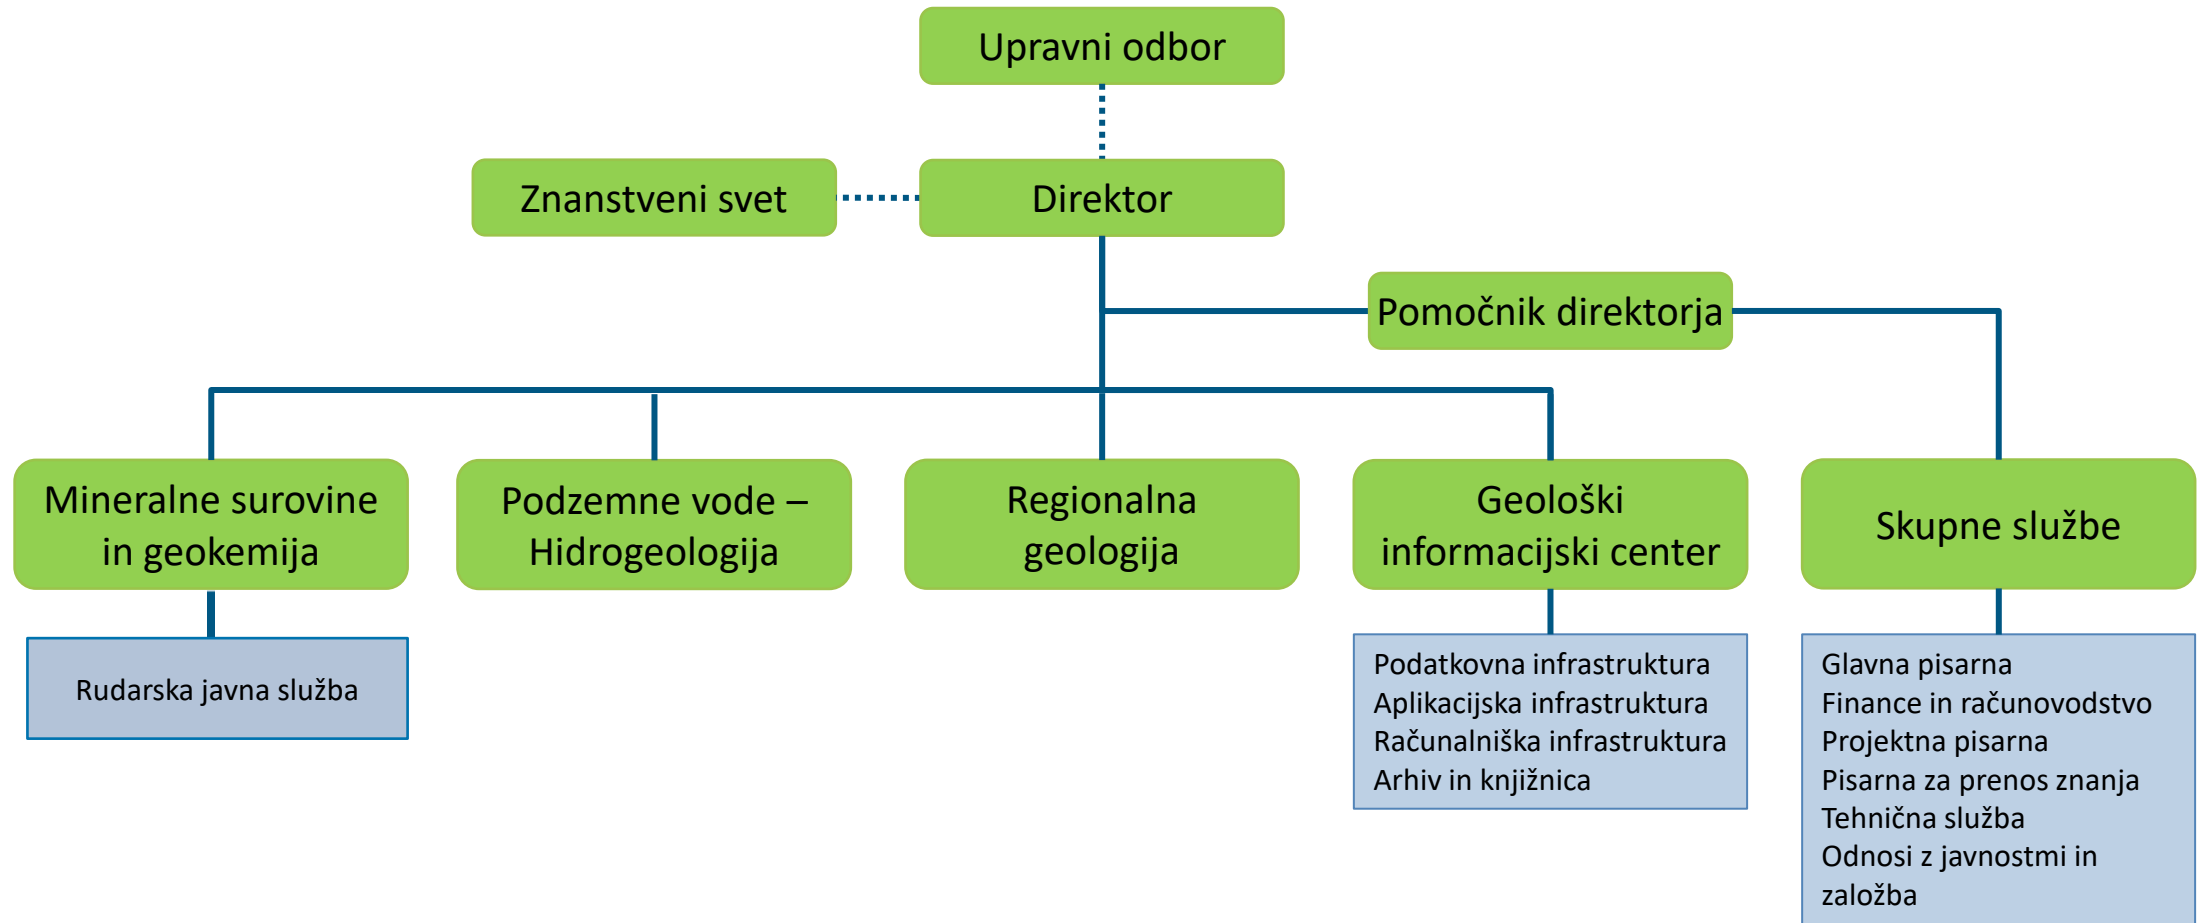 Upravni odbor
Znanstveni svet
Direktor
Pomočnik direktorja
Mineralne surovine
in geokemija
Podzemne vode –
Hidrogeologija
Regionalna
geologija
Geološki
informacijski center
Skupne službe
Rudarska javna služba
Podatkovna infrastruktura
Aplikacijska infrastruktura
Računalniška infrastruktura
Arhiv in knjižnica
Glavna pisarna
Finance in računovodstvo
Projektna pisarna
Pisarna za prenos znanja
Tehnična služba
Odnosi z javnostmi in
založba